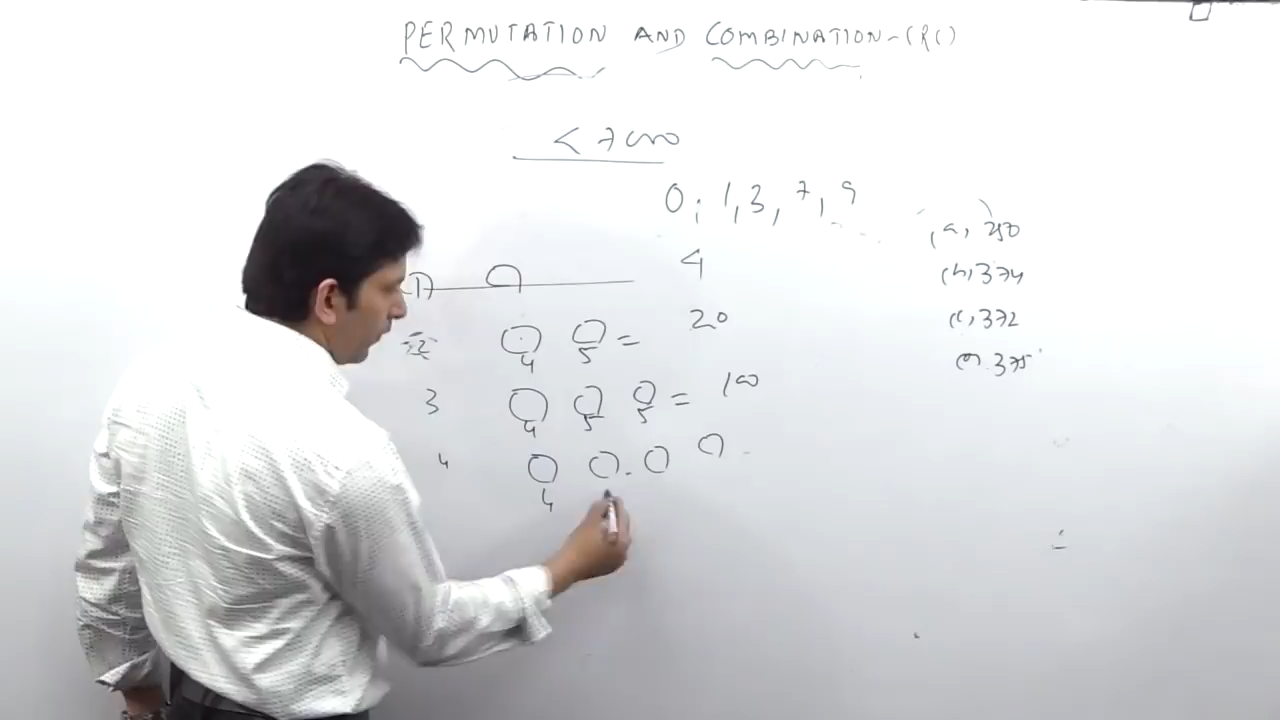 PERMUTATION AND COMBINATION-(RC)
< 7000
0, 1, 3, 7, 9
(a, 250
(b, 374
(c, 372
375
(1) 4
(2) 4 5 = 20
3 4 5 5 = 100
4 4